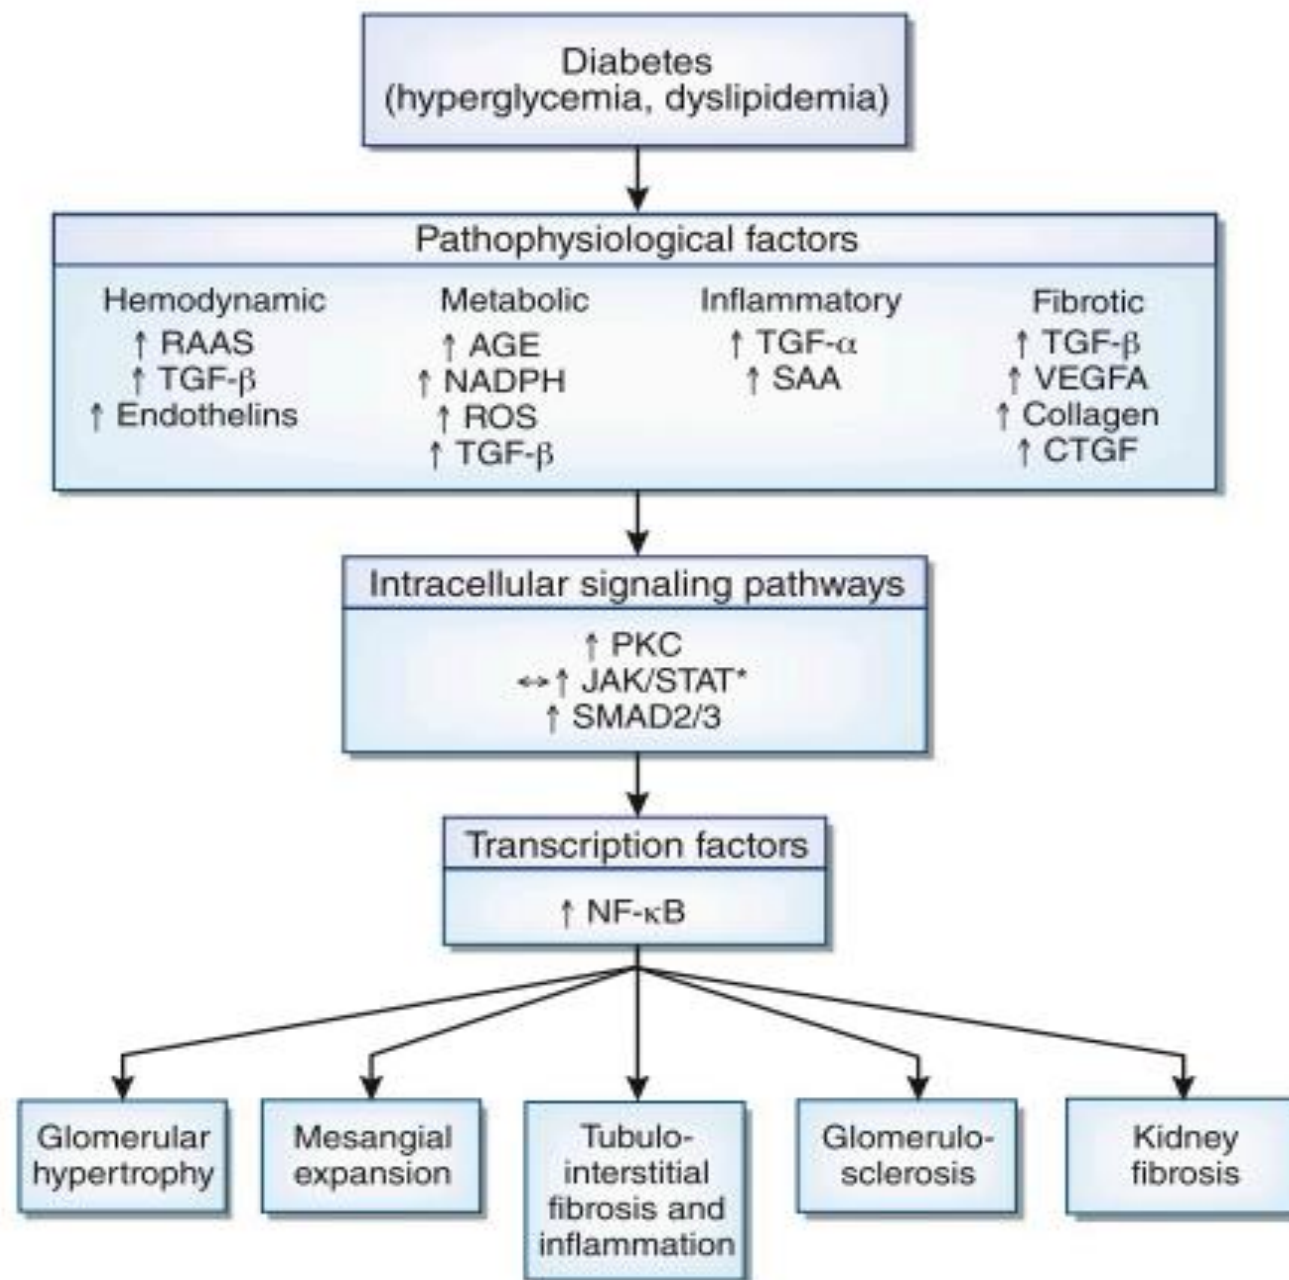 Diabetes
(hyperglycemia, dyslipidemia)
Pathophysiological factors
Hemodynamic
↑ RAAS
↑ TGF-β
↑ Endothelins
Metabolic
↑ AGE
↑ NADPH
↑ ROS
↑ TGF-β
Inflammatory
↑ TGF-α
↑ SAA
Fibrotic
↑ TGF-β
↑ VEGFA
↑ Collagen
↑ CTGF
Intracellular signaling pathways
↑ PKC
↔↑ JAK/STAT*
↑ SMAD2/3
Transcription factors
↑ NF-κB
Glomerular
hypertrophy
Mesangial
expansion
Tubulo-
interstitial
fibrosis and
inflammation
Glomerulo-
sclerosis
Kidney
fibrosis